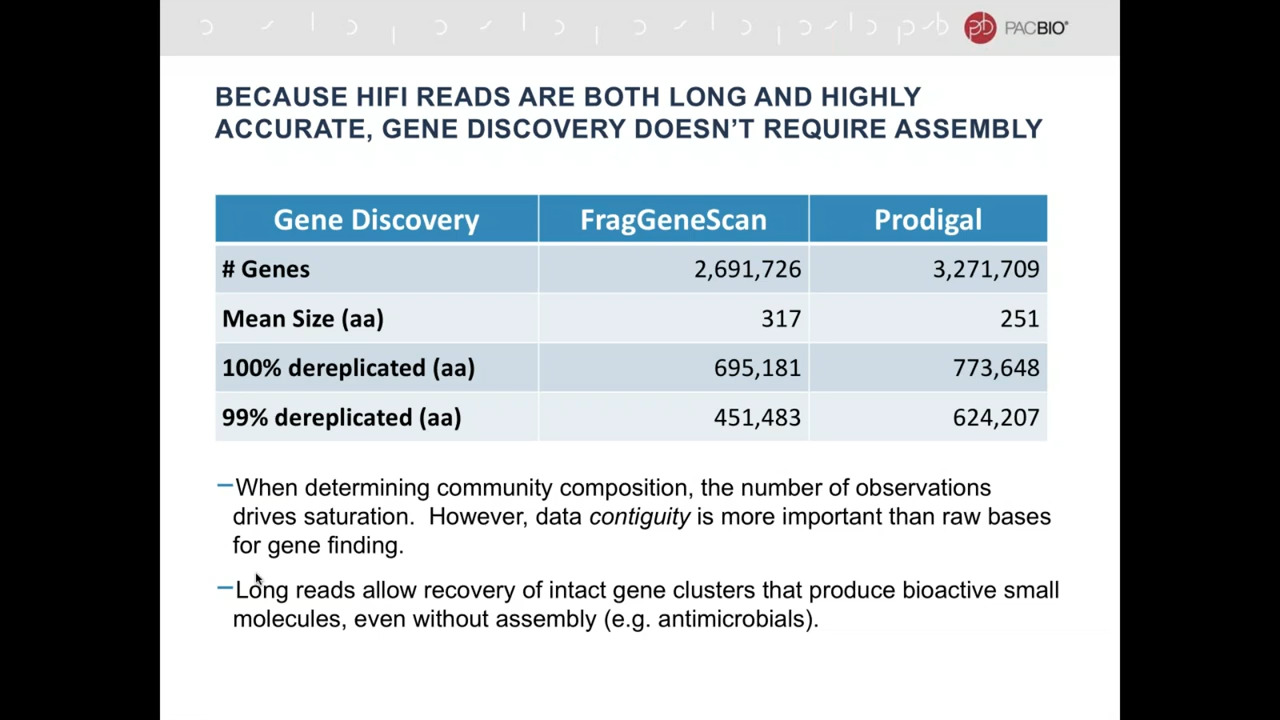 PACBIO®
BECAUSE HIFI READS ARE BOTH LONG AND HIGHLY
ACCURATE, GENE DISCOVERY DOESN'T REQUIRE ASSEMBLY
Gene Discovery FragGeneScan Prodigal
# Genes 2,691,726 3,271,709
Mean Size (aa) 317 251
100% dereplicated (aa) 695,181 773,648
99% dereplicated (aa) 451,483 624,207
–When determining community composition, the number of observations
drives saturation. However, data contiguity is more important than raw bases
for gene finding.
–Long reads allow recovery of intact gene clusters that produce bioactive small
molecules, even without assembly (e.g. antimicrobials).